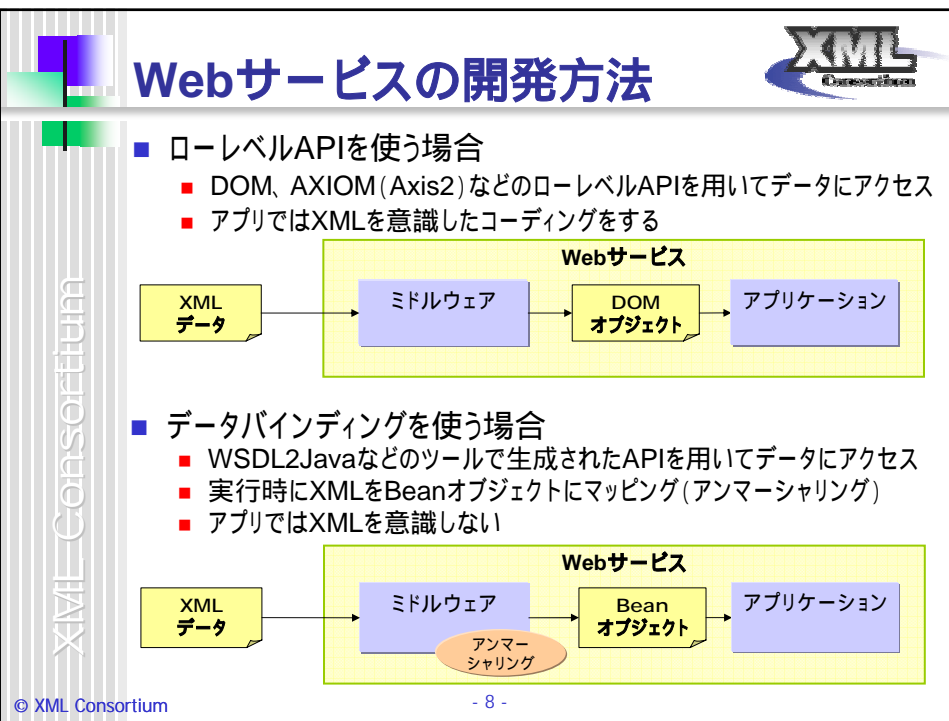 Webサービスの開発方法
XML
Consortium
■ ローレベルAPIを使う場合
■ DOM、AXIOM(Axis2)などのローレベルAPIを用いてデータにアクセス
■ アプリではXMLを意識したコーディングをする
Webサービス
XML
データ
ミドルウェア
DOM
オブジェクト
アプリケーション
■ データバインディングを使う場合
■ WSDL2Javaなどのツールで生成されたAPIを用いてデータにアクセス
■ 実行時にXMLをBeanオブジェクトにマッピング(アンマーシャリング)
■ アプリではXMLを意識しない
Webサービス
XML
データ
ミドルウェア
アンマー
シャリング
Bean
オブジェクト
アプリケーション
XML Consortium
© XML Consortium
- 8 -